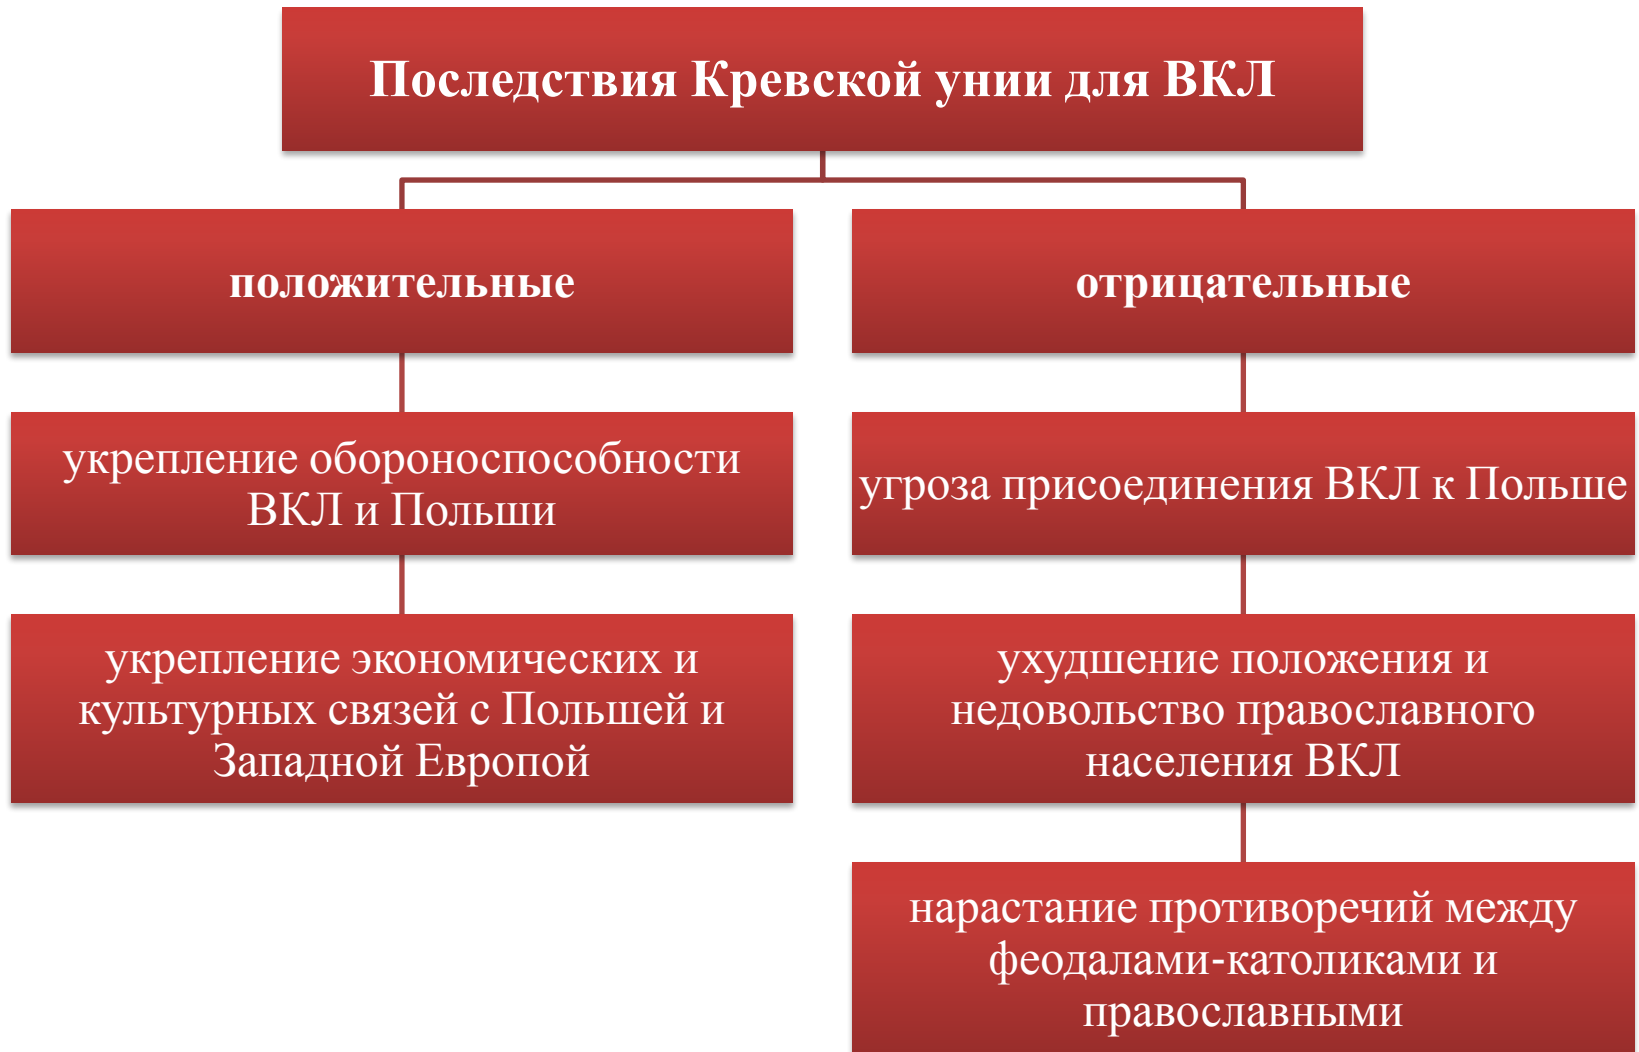 Последствия Кревской унии для ВКЛ
положительные
отрицательные
укрепление обороноспособности
ВКЛ и Польши
угроза присоединения ВКЛ к Польше
укрепление экономических и
культурных связей с Польшей и
Западной Европой
ухудшение положения и
недовольство православного
населения ВКЛ
нарастание противоречий между
феодалами-католиками и
православными